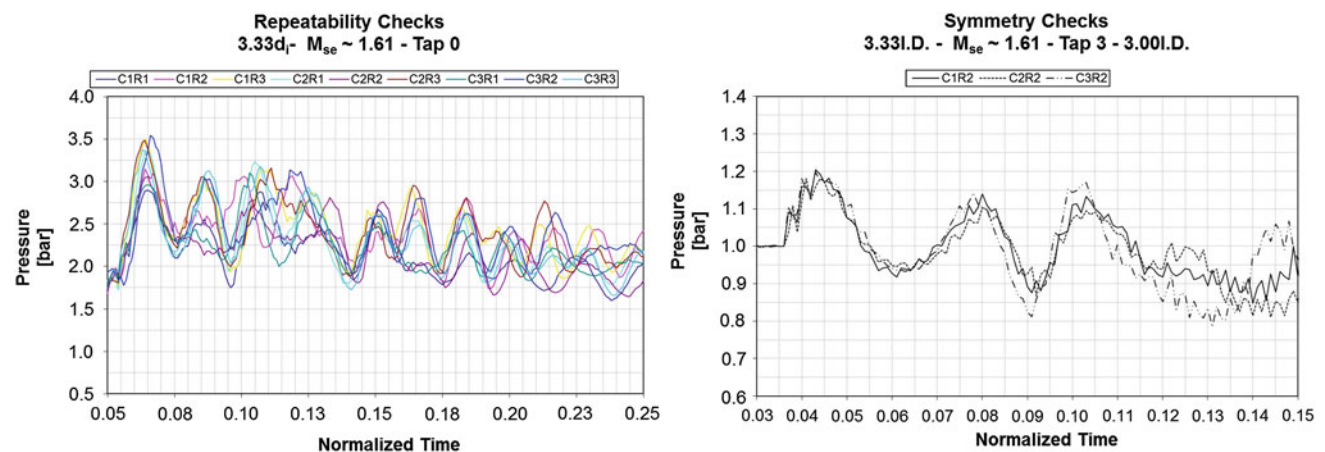 Repeatability Checks
3.33dᵢ- Mₛₑ ~ 1.61 - Tap 0
C1R1 C1R2 C1R3 C2R1 C2R2 C2R3 C3R1 C3R2 C3R3
4.0
3.5
3.0
2.5
2.0
1.5
1.0
0.5
Pressure
[bar]
0.05 0.08 0.10 0.13 0.15 0.18 0.20 0.23 0.25
Normalized Time
Symmetry Checks
3.33I.D. - Mₛₑ ~ 1.61 - Tap 3 - 3.00I.D.
C1R2 C2R2 C3R2
1.4
1.3
1.2
1.1
1.0
0.9
0.8
0.7
0.6
Pressure
[bar]
0.03 0.04 0.05 0.06 0.07 0.08 0.09 0.10 0.11 0.12 0.13 0.14 0.15
Normalized Time